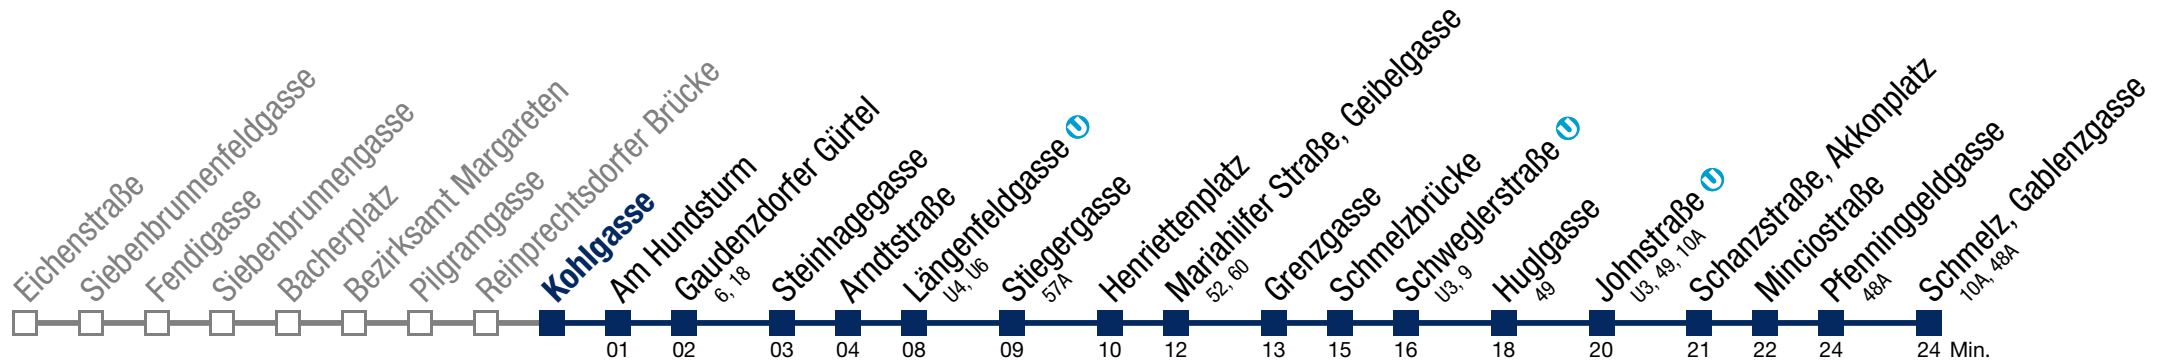 Eichenstraße
Siebenbrunnenfeldgasse
Fendigasse
Siebenbrunnengasse
Bacherplatz
Bezirksamt Margareten
Pilgramgasse
Reinprechtsdorfer Brücke
Kohlgasse
Am Hundsturm
Gaudenzdorfer Gürtel
6, 18
Steinhagegasse
Arndtstraße
Längenfeldgasse U
U4, U6
Stiegergasse
57A
Henriettenplatz
Mariahilfer Straße, Geibelgasse
52, 60
Grenzgasse
Schmelzbrücke
Schweglerstraße U
U3, 9
Huglgasse
49
Johnstraße U
U3, 49, 10A
Schanzstraße, Akkonplatz
Minciostraße
Pfenninggeldgasse
48A
Schmelz, Gablenzgasse
10A, 48A
01 02 03 04 08 09 10 12 13 15 16 18 20 21 22 24 24 Min.